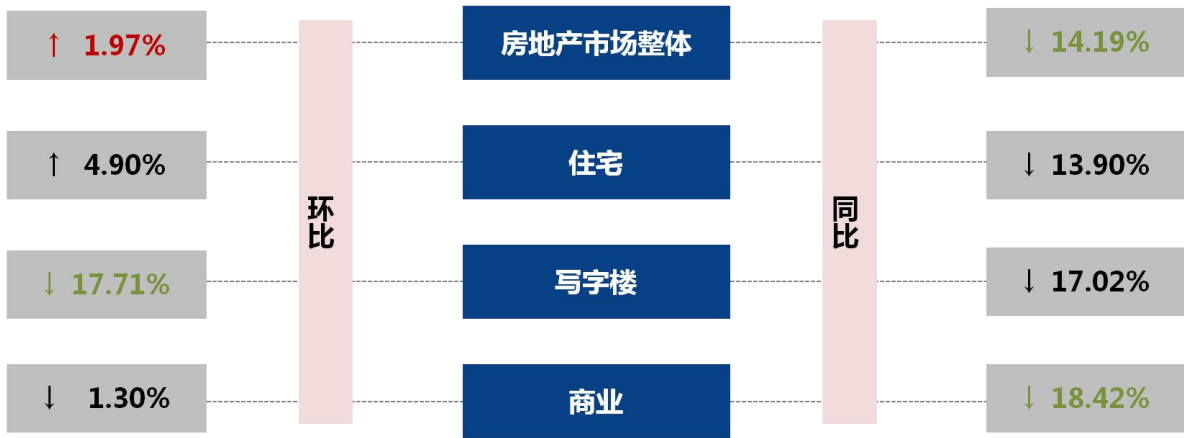 ↑ 1.97%
房地产市场整体
↓ 14.19%
↑ 4.90%
住宅
↓ 13.90%
环比
同比
↓ 17.71%
写字楼
↓ 17.02%
↓ 1.30%
商业
↓ 18.42%